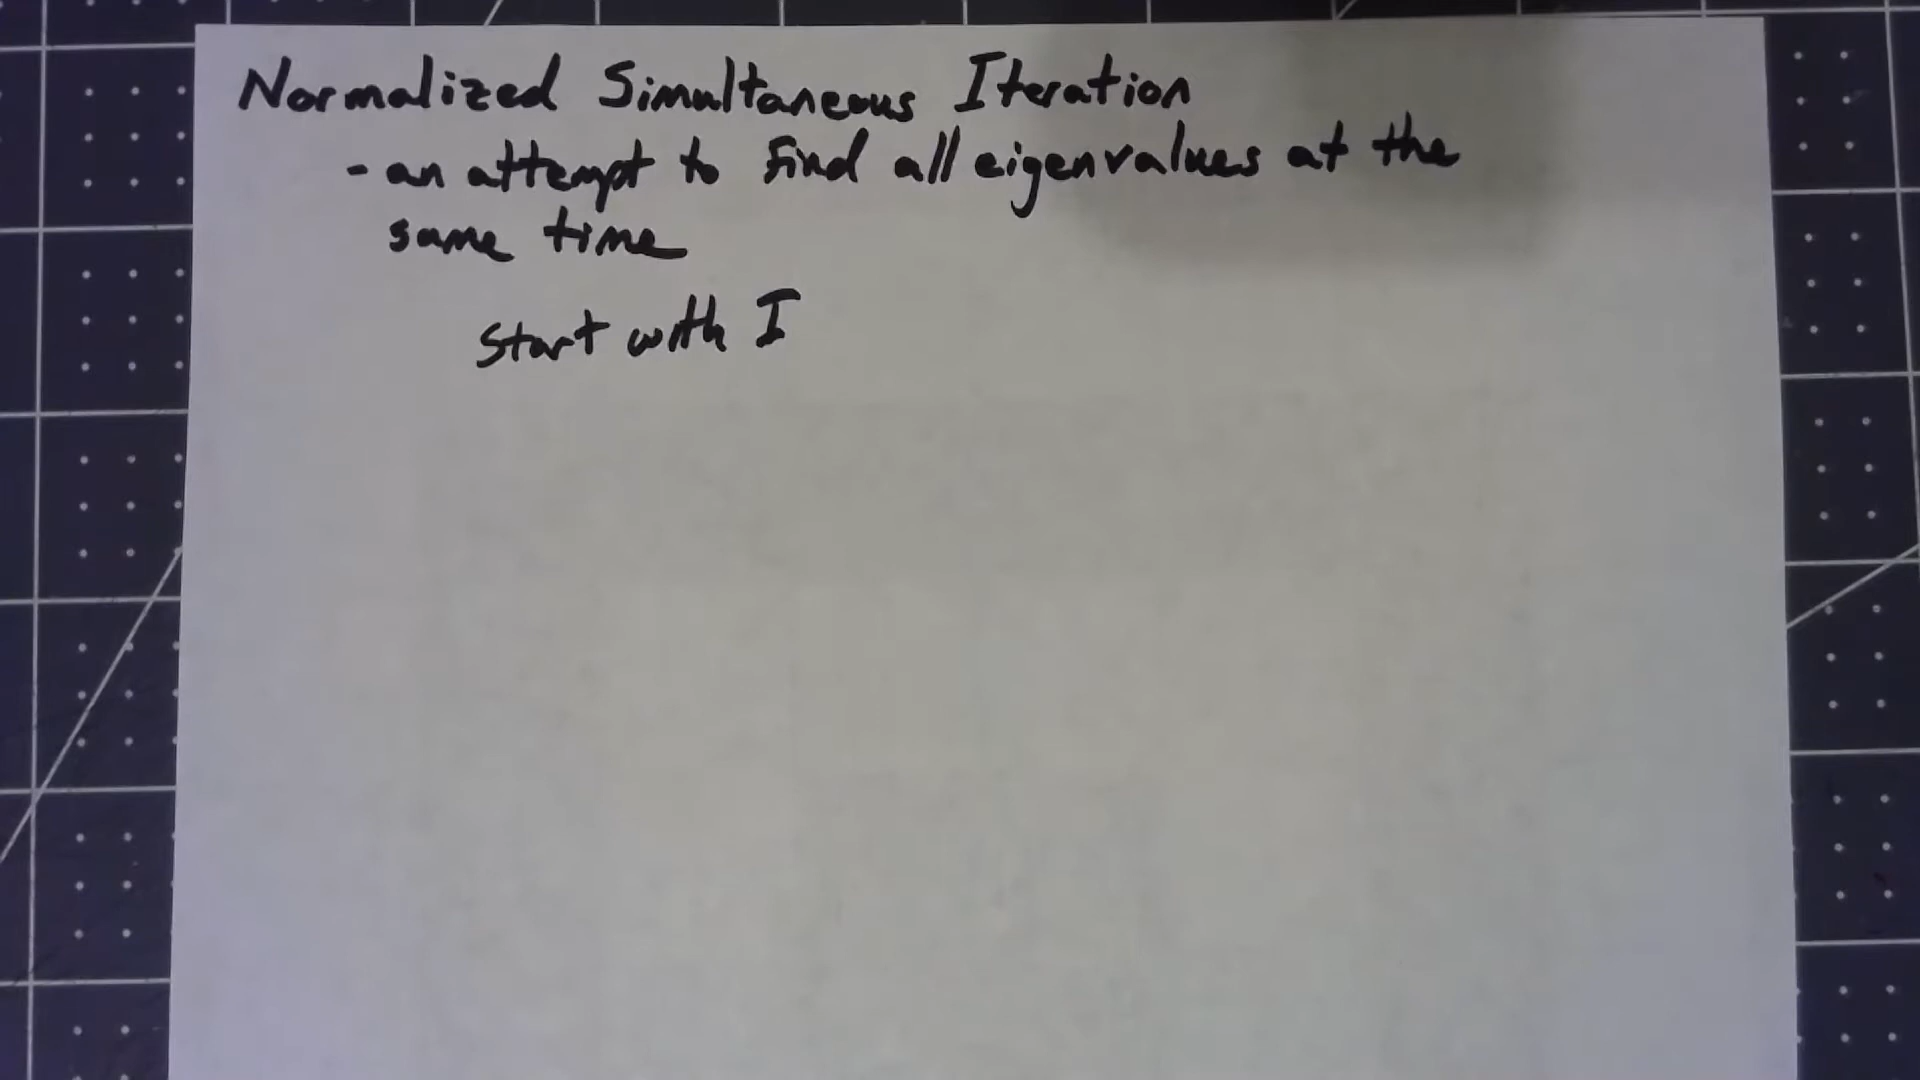 Normalized Simultaneous Iteration
- an attempt to find all eigenvalues at the
same time
Start with I